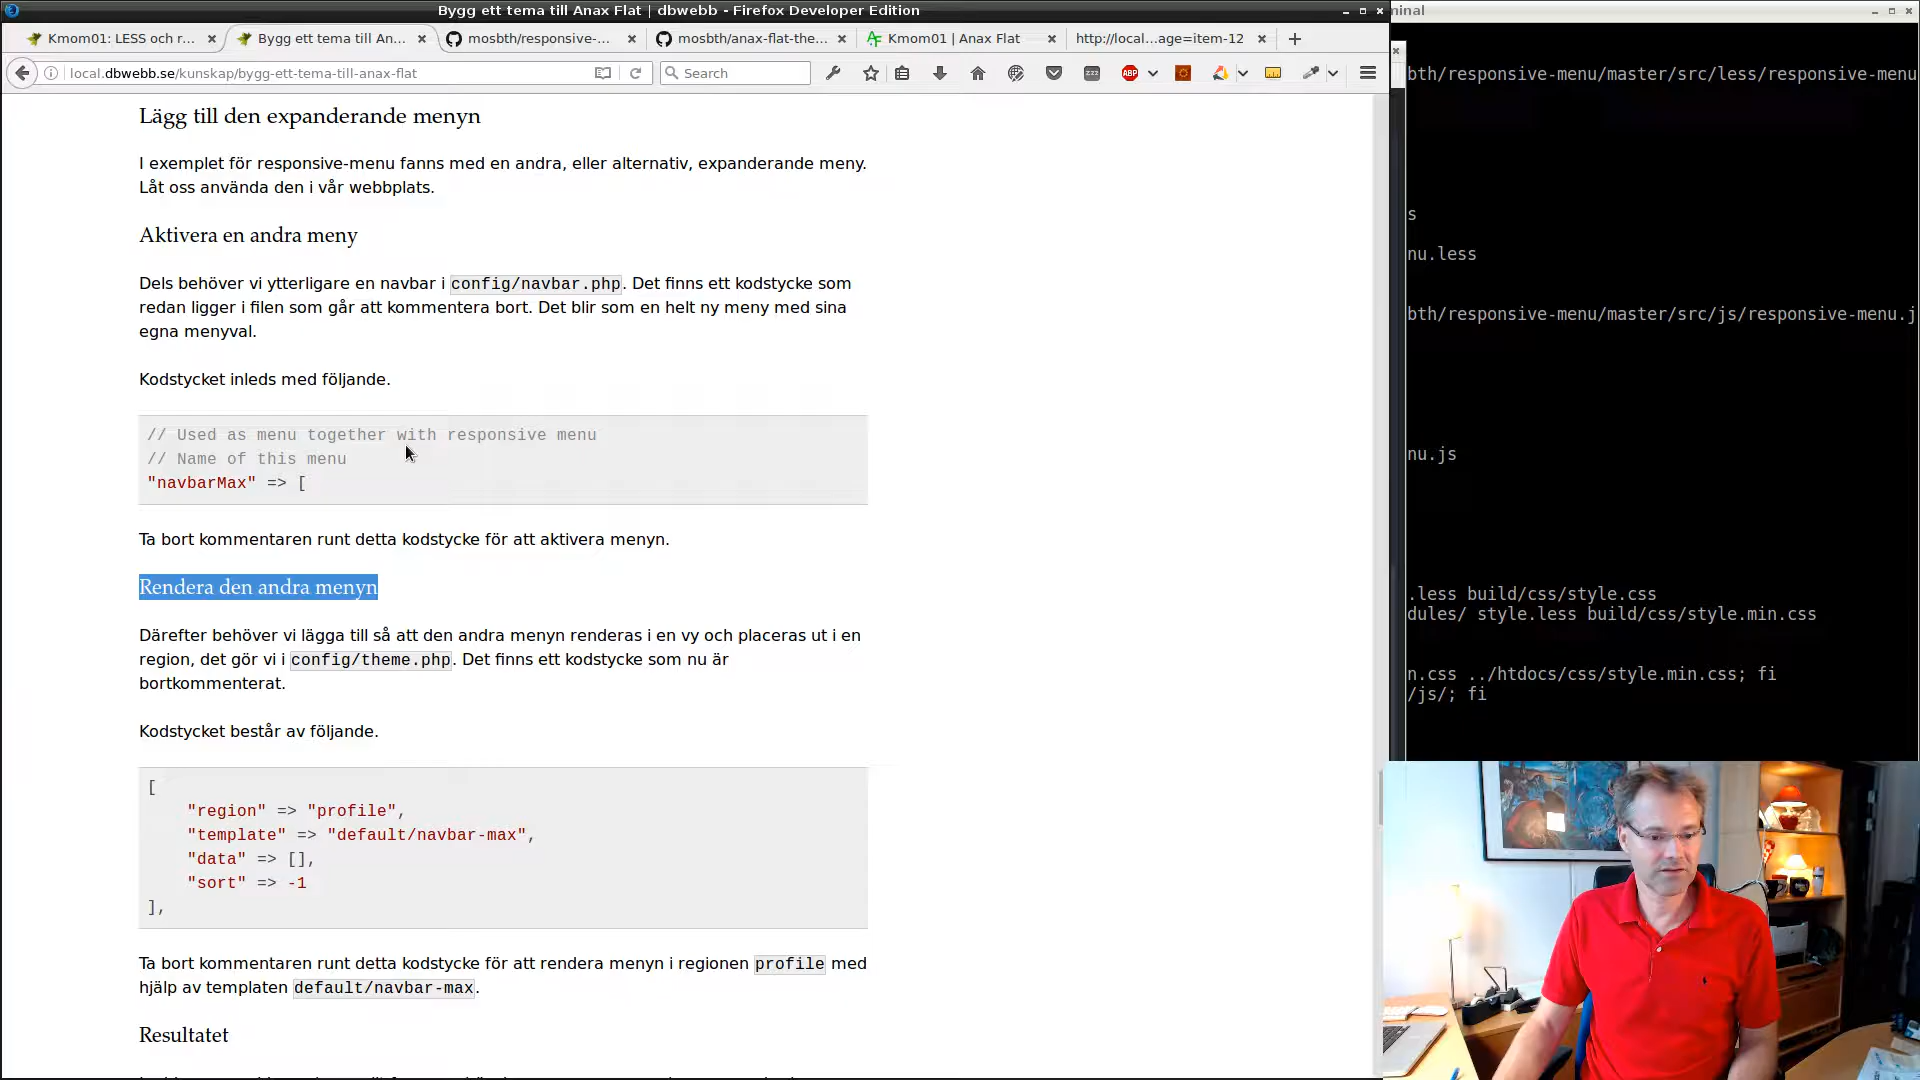 Bygg ett tema till Anax Flat | dbwebb - Firefox Developer Edition
minal
Kmom01: LESS och r...
Bygg ett tema till An...
mosbth/responsive-...
mosbth/anax-flat-the...
Kmom01 | Anax Flat
http://local...age=item-12
local.dbwebb.se/kunskap/bygg-ett-tema-till-anax-flat
Search
ABP
Lägg till den expanderande menyn
I exemplet för responsive-menu fanns med en andra, eller alternativ, expanderande meny.
Låt oss använda den i vår webbplats.
Aktivera en andra meny
Dels behöver vi ytterligare en navbar i config/navbar.php. Det finns ett kodstycke som
redan ligger i filen som går att kommentera bort. Det blir som en helt ny meny med sina
egna menyval.
Kodstycket inleds med följande.
// Used as menu together with responsive menu
// Name of this menu
"navbarMax" => [
Ta bort kommentaren runt detta kodstycke för att aktivera menyn.
Rendera den andra menyn
Därefter behöver vi lägga till så att den andra menyn renderas i en vy och placeras ut i en
region, det gör vi i config/theme.php. Det finns ett kodstycke som nu är
bortkommenterat.
Kodstycket består av följande.
[
"region" => "profile",
"template" => "default/navbar-max",
"data" => [],
"sort" => -1
],
Ta bort kommentaren runt detta kodstycke för att rendera menyn i regionen profile med
hjälp av templaten default/navbar-max.
Resultatet
bth/responsive-menu/master/src/less/responsive-menu
s
nu.less
bth/responsive-menu/master/src/js/responsive-menu.j
nu.js
.less build/css/style.css
dules/ style.less build/css/style.min.css
n.css ../htdocs/css/style.min.css; fi
/js/; fi